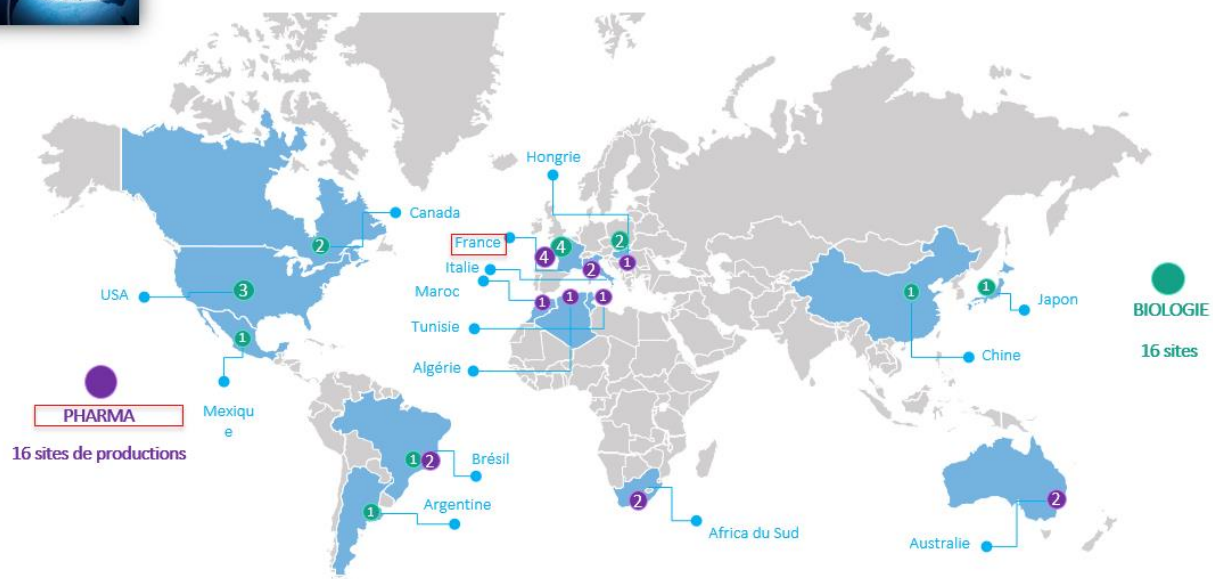 Hongrie
Canada
2
France
4
2
4
Italie
2
1
USA
3
Maroc
1
1
1
1
1
Japon
BIOLOGIE
Tunisie
1
Chine
16 sites
Algérie
PHARMA
Mexiqu
e
16 sites de productions
1
2
Brésil
Argentine
1
2
Africa du Sud
2
Australie